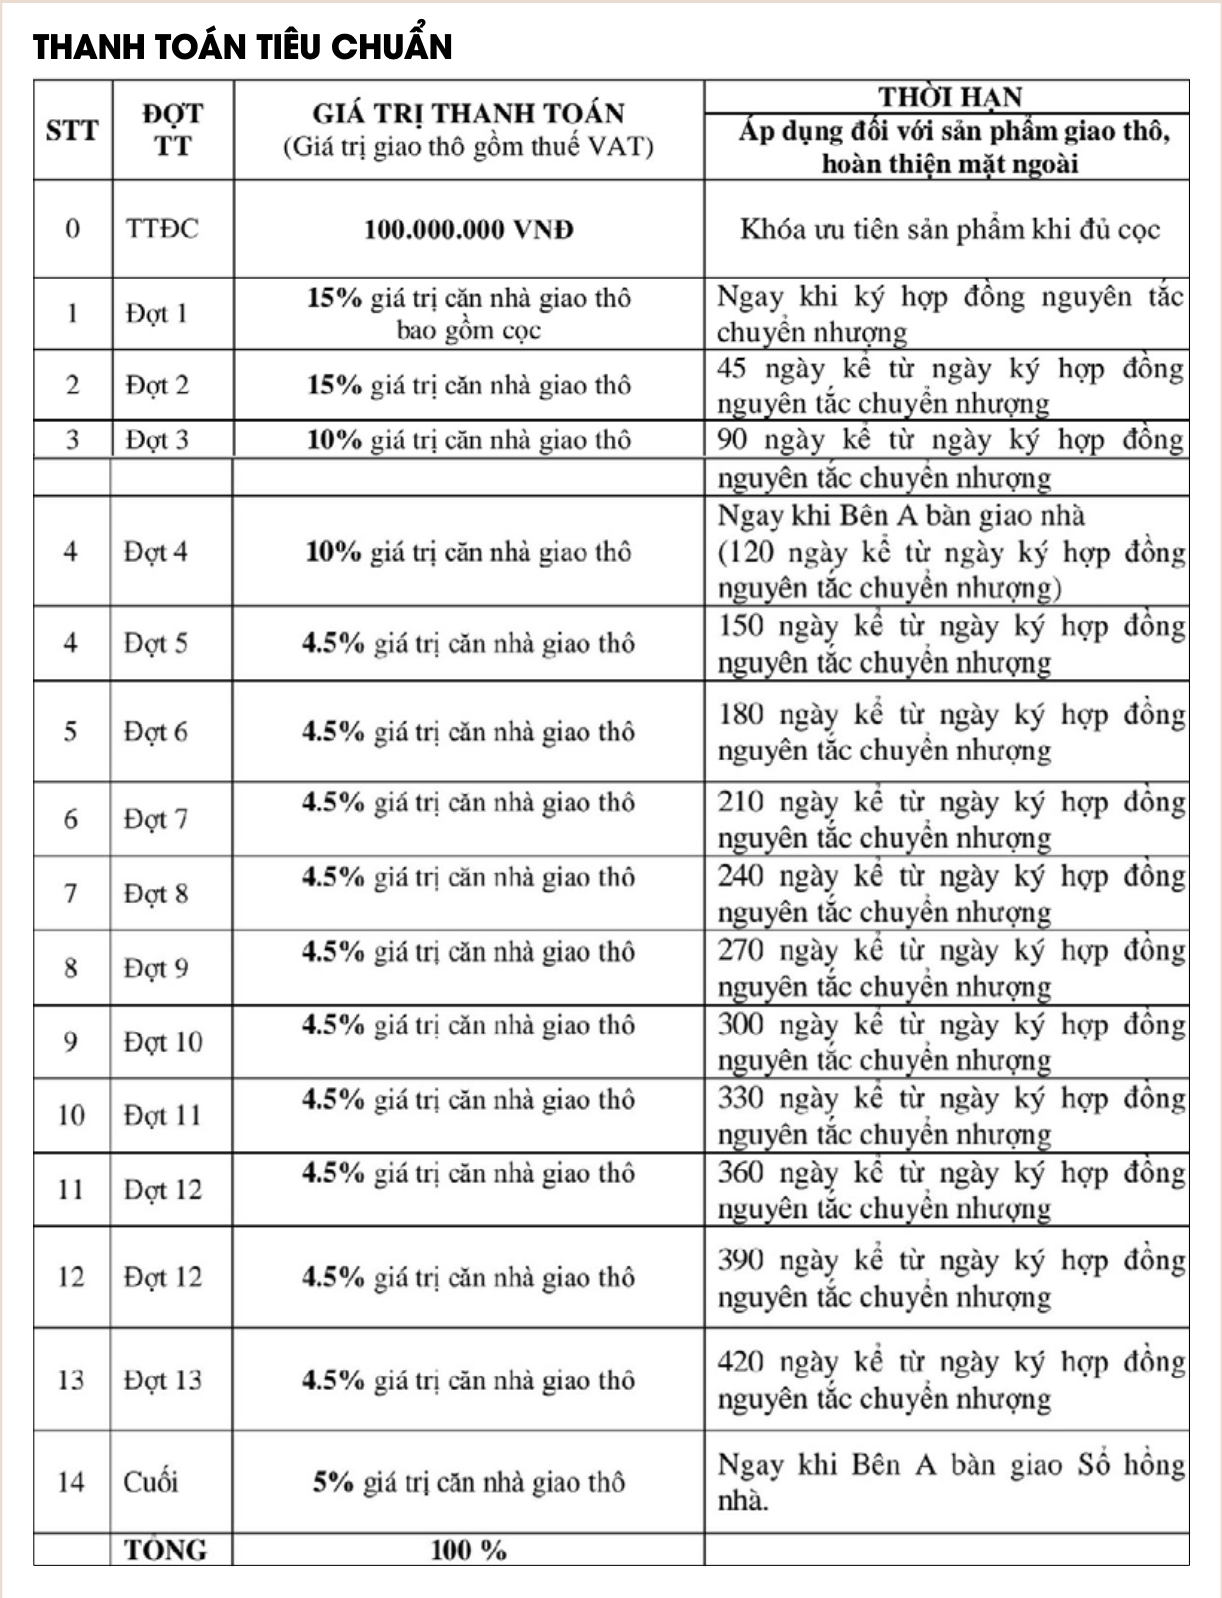 THANH TOÁN TIÊU CHUẨN
STT
ĐỢT
TT
GIÁ TRỊ THANH TOÁN
(Giá trị giao thô gồm thuế VAT)
THỜI HẠN
Áp dụng đối với sản phẩm giao thô,
hoàn thiện mặt ngoài
0 TTĐC 100.000.000 VNĐ Khóa ưu tiên sản phẩm khi đủ cọc
1 Đợt 1 15% giá trị căn nhà giao thô
bao gồm cọc
Ngay khi ký hợp đồng nguyên tắc
chuyển nhượng
2 Đợt 2 15% giá trị căn nhà giao thô 45 ngày kể từ ngày ký hợp đồng
nguyên tắc chuyển nhượng
3 Đợt 3 10% giá trị căn nhà giao thô 90 ngày kể từ ngày ký hợp đồng
nguyên tắc chuyển nhượng
4 Đợt 4 10% giá trị căn nhà giao thô Ngay khi Bên A bàn giao nhà
(120 ngày kể từ ngày ký hợp đồng
nguyên tắc chuyển nhượng)
4 Đợt 5 4.5% giá trị căn nhà giao thô 150 ngày kể từ ngày ký hợp đồng
nguyên tắc chuyển nhượng
5 Đợt 6 4.5% giá trị căn nhà giao thô 180 ngày kể từ ngày ký hợp đồng
nguyên tắc chuyển nhượng
6 Đợt 7 4.5% giá trị căn nhà giao thô 210 ngày kể từ ngày ký hợp đồng
nguyên tắc chuyển nhượng
7 Đợt 8 4.5% giá trị căn nhà giao thô 240 ngày kể từ ngày ký hợp đồng
nguyên tắc chuyển nhượng
8 Đợt 9 4.5% giá trị căn nhà giao thô 270 ngày kể từ ngày ký hợp đồng
nguyên tắc chuyển nhượng
9 Đợt 10 4.5% giá trị căn nhà giao thô 300 ngày kể từ ngày ký hợp đồng
nguyên tắc chuyển nhượng
10 Đợt 11 4.5% giá trị căn nhà giao thô 330 ngày kể từ ngày ký hợp đồng
nguyên tắc chuyển nhượng
11 Đợt 12 4.5% giá trị căn nhà giao thô 360 ngày kể từ ngày ký hợp đồng
nguyên tắc chuyển nhượng
12 Đợt 12 4.5% giá trị căn nhà giao thô 390 ngày kể từ ngày ký hợp đồng
nguyên tắc chuyển nhượng
13 Đợt 13 4.5% giá trị căn nhà giao thô 420 ngày kể từ ngày ký hợp đồng
nguyên tắc chuyển nhượng
14 Cuối 5% giá trị căn nhà giao thô Ngay khi Bên A bàn giao Sổ hồng
nhà.
TỔNG 100 %